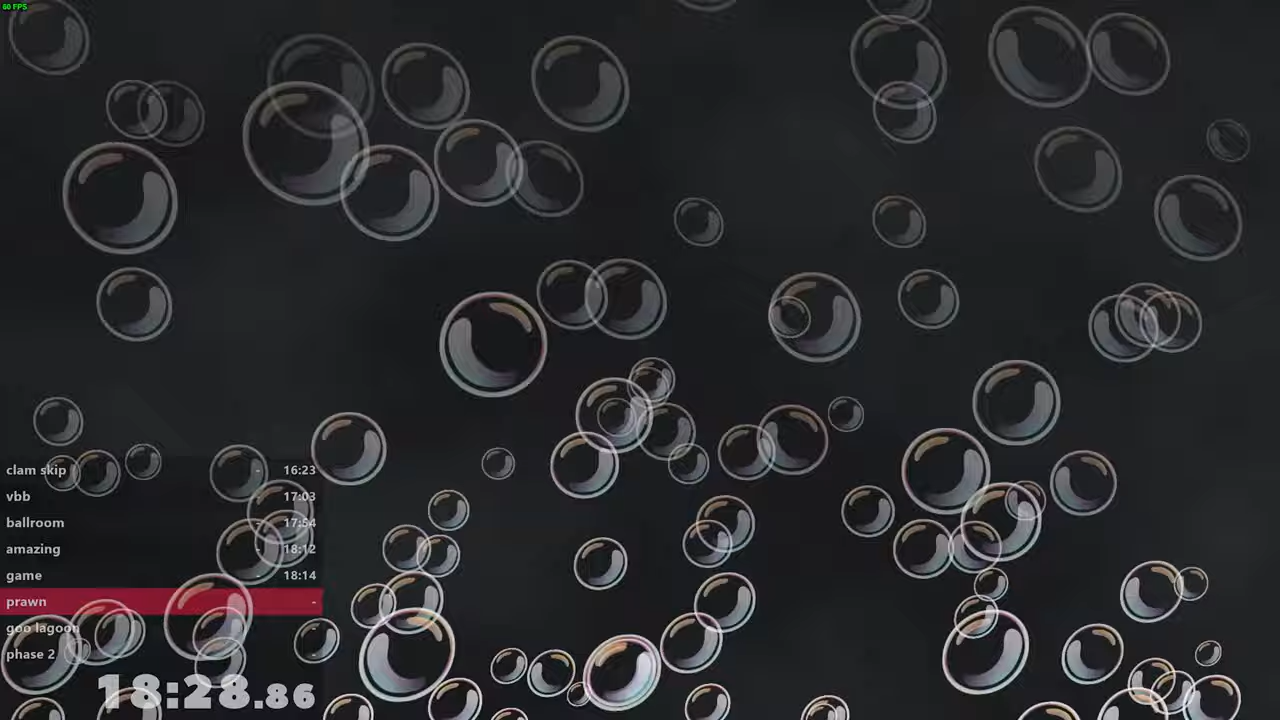 60 FPS
clam skip - 16:23
vbb 17:03
ballroom - 17:54
amazing 18:12
game 18:14
prawn -
goo lagoon -
phase 2 -
18:28.86